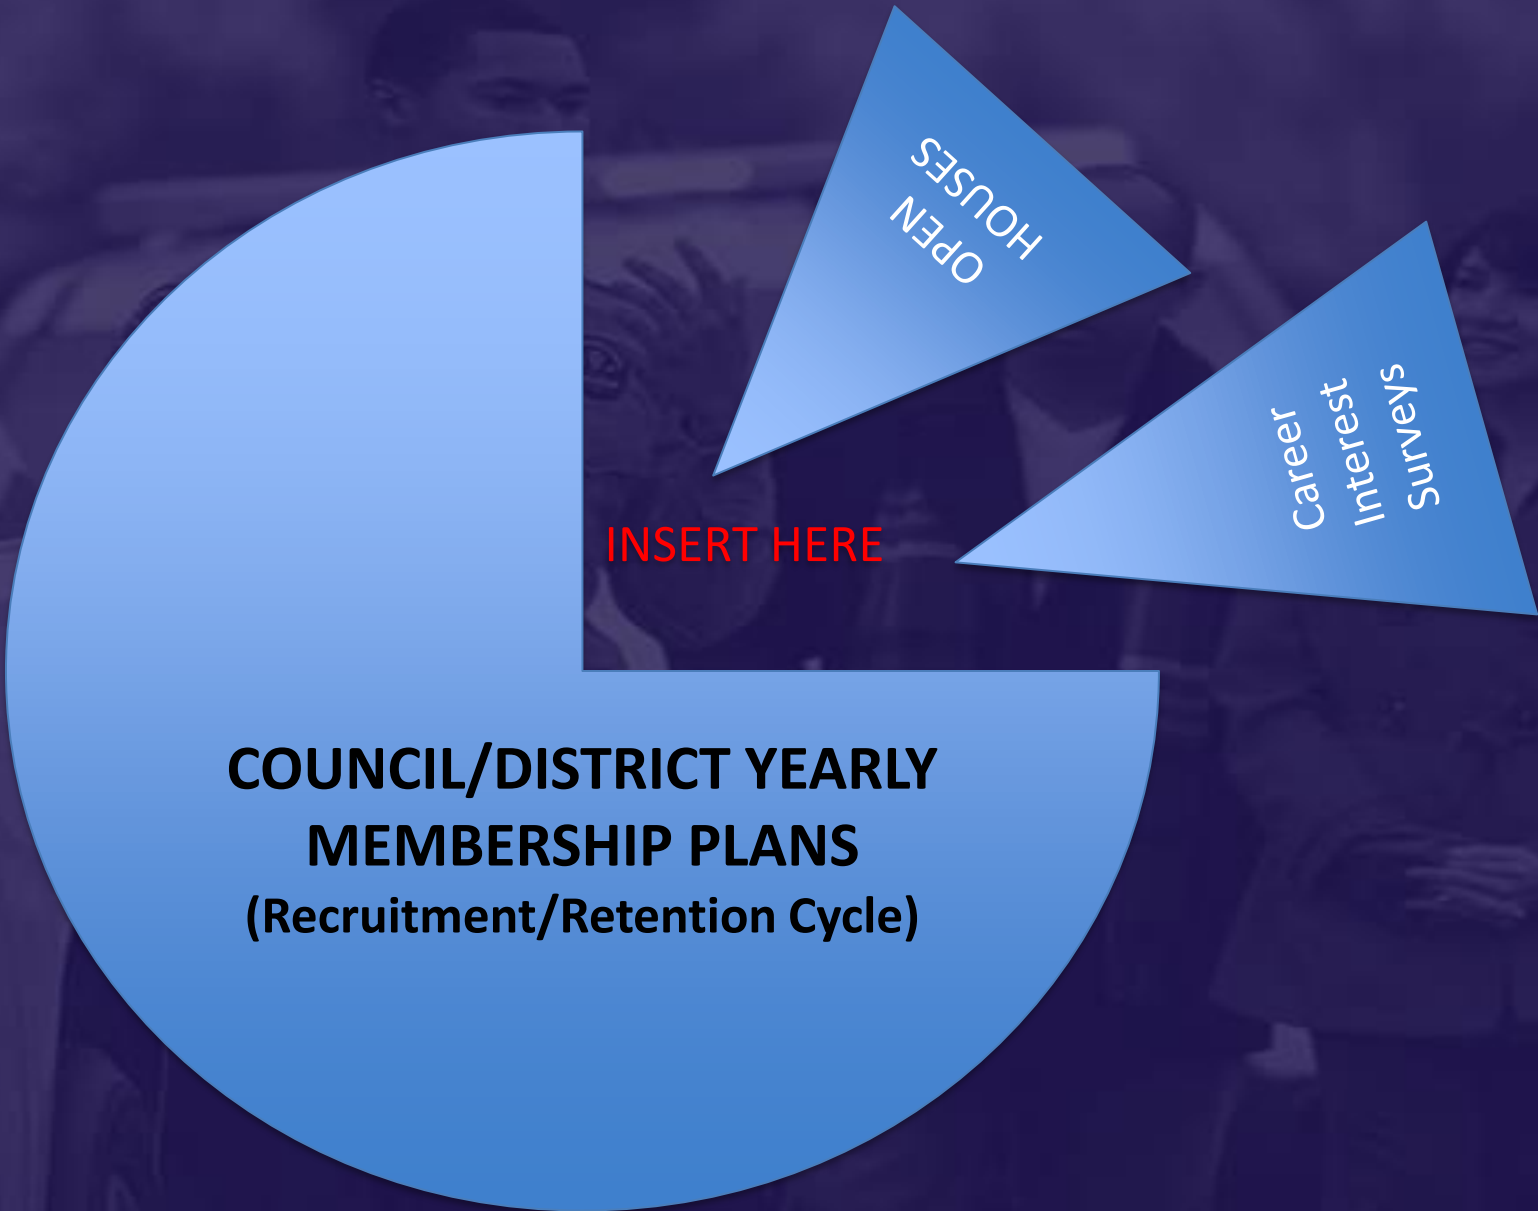 OPEN
HOUSES
Career
Interest
Surveys
INSERT HERE
COUNCIL/DISTRICT YEARLY
MEMBERSHIP PLANS
(Recruitment/Retention Cycle)